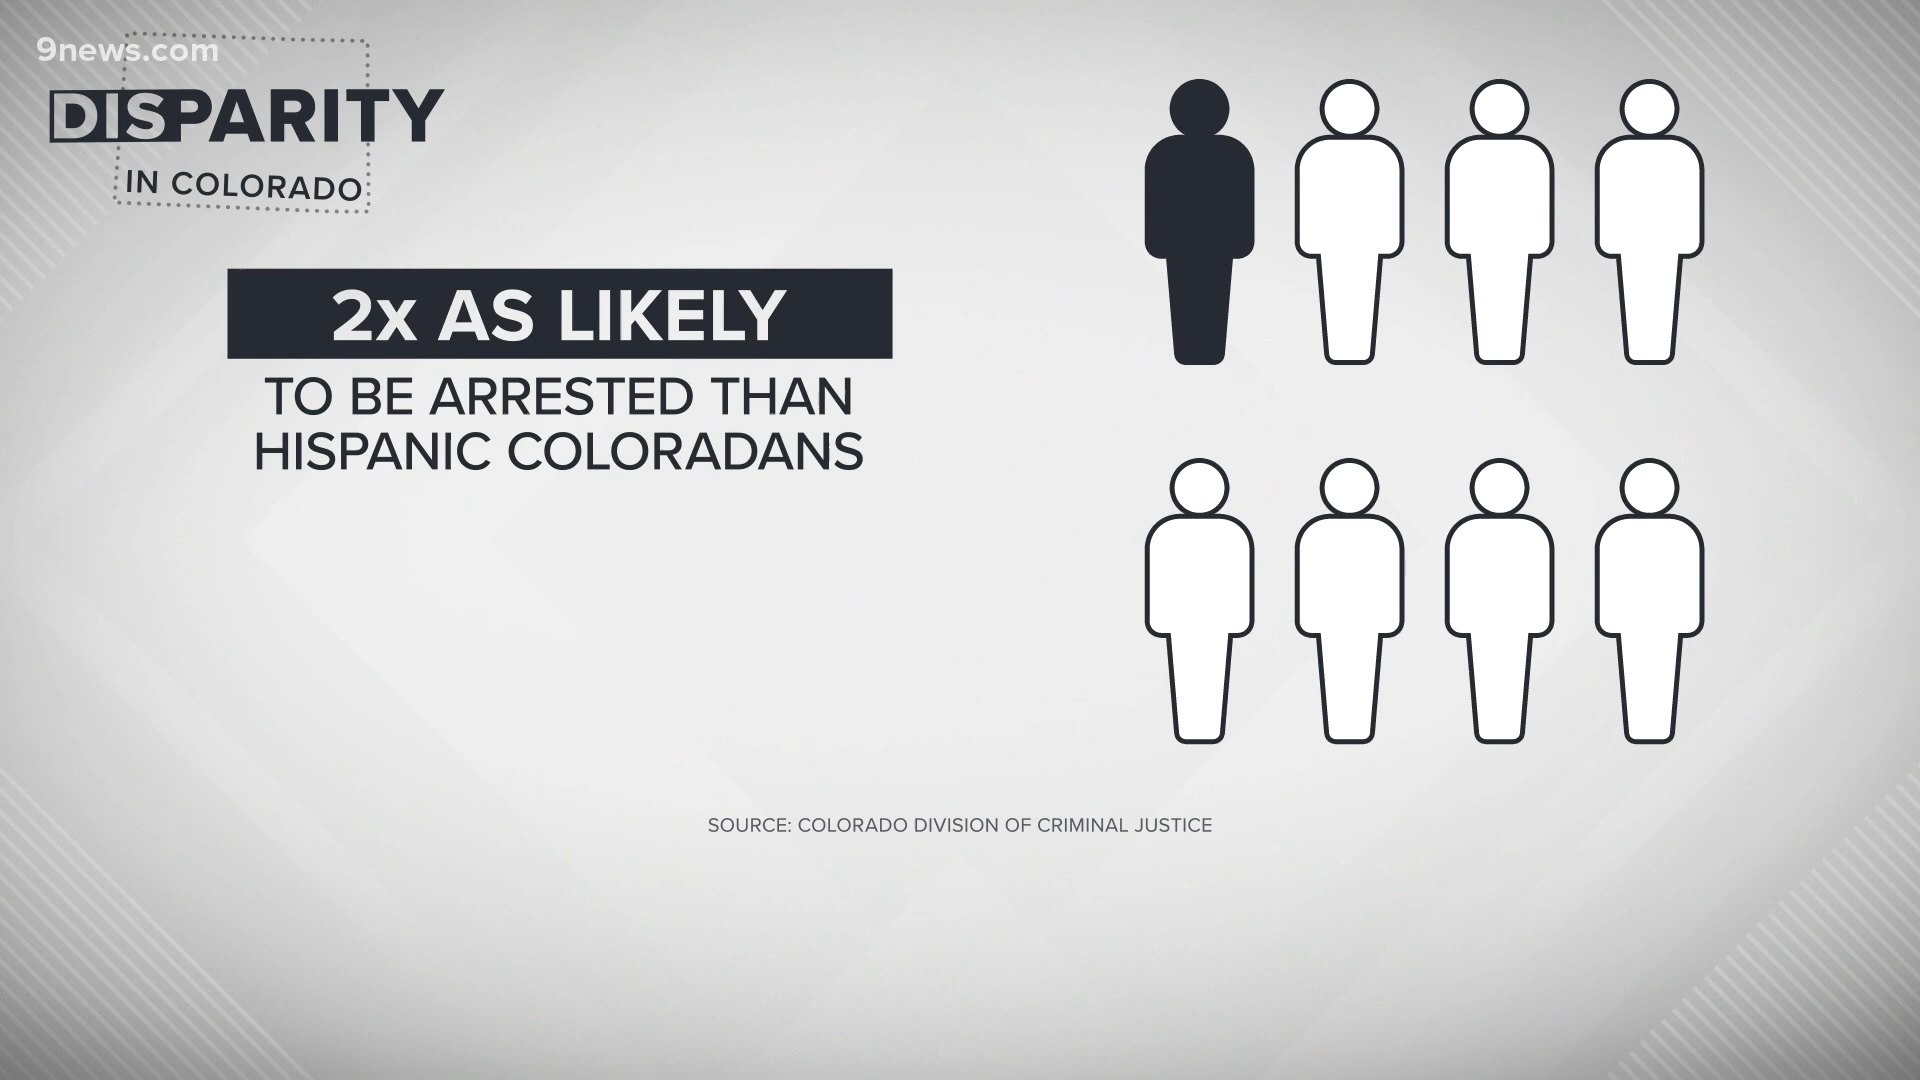 9news.com
DISPARITY
IN COLORADO
2x AS LIKELY
TO BE ARRESTED THAN
HISPANIC COLORADANS
SOURCE: COLORADO DIVISION OF CRIMINAL JUSTICE